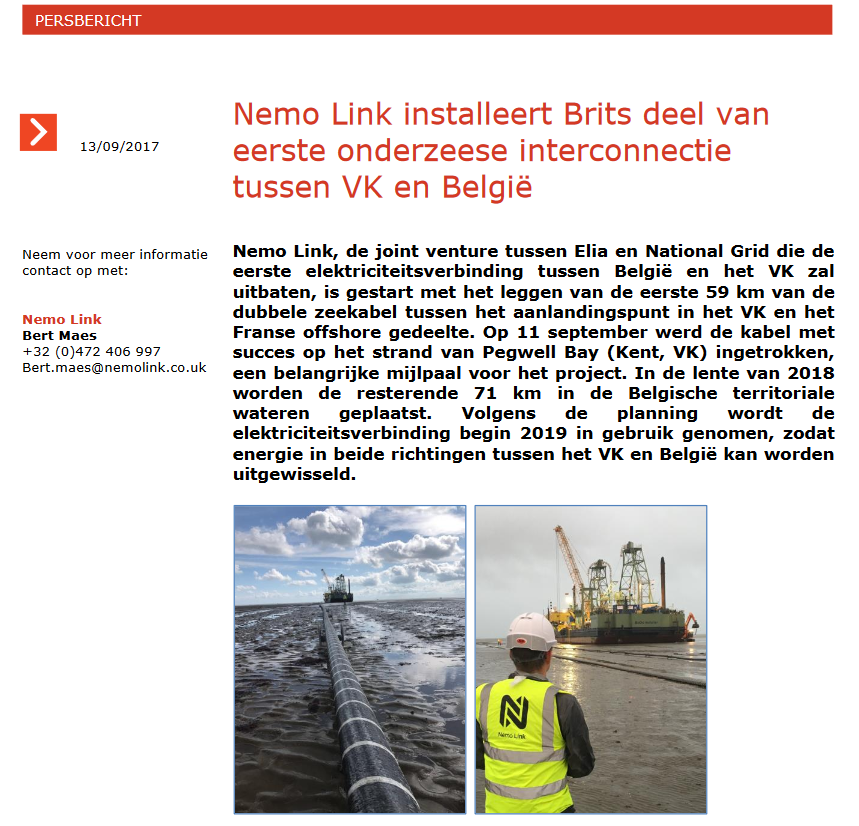 PERSBERICHT
13/09/2017
Nemo Link installeert Brits deel van
eerste onderzeese interconnectie
tussen VK en België
Neem voor meer informatie
contact op met:
Nemo Link
Bert Maes
+32 (0)472 406 997
Bert.maes@nemolink.co.uk
Nemo Link, de joint venture tussen Elia en National Grid die de
eerste elektriciteitsverbinding tussen België en het VK zal
uitbaten, is gestart met het leggen van de eerste 59 km van de
dubbele zeekabel tussen het aanlandingspunt in het VK en het
Franse offshore gedeelte. Op 11 september werd de kabel met
succes op het strand van Pegwell Bay (Kent, VK) ingetrokken,
een belangrijke mijlpaal voor het project. In de lente van 2018
worden de resterende 71 km in de Belgische territoriale
wateren geplaatst. Volgens de planning wordt de
elektriciteitsverbinding begin 2019 in gebruik genomen, zodat
energie in beide richtingen tussen het VK en België kan worden
uitgewisseld.
Nemo Link